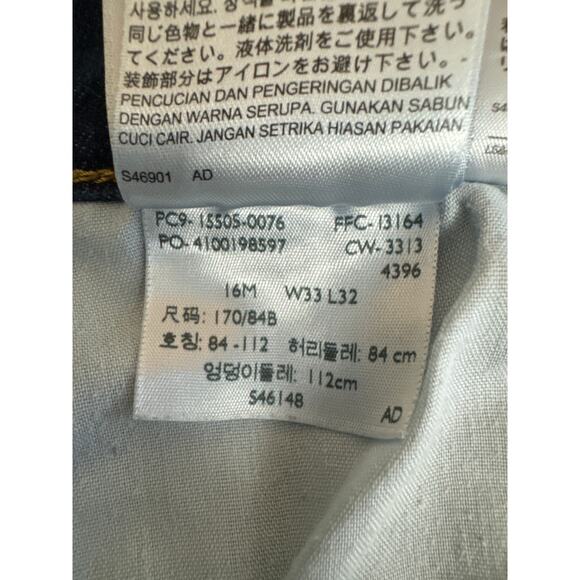 사용하세요.
同じ色物と一緒に製品を裏返して洗っ
てください。液体洗剤はご使用下さい。
装飾部分はアイロンをお避け下さい。-
PENCUCIAN DAN PENGERINGAN DIBALIK
DENGAN WARNA SERUPA. GUNAKAN SABUN
CUCI CAIR. JANGAN SETRIKA HIASAN PAKAIAN.
S46901 AD
PC9-15505-0076 FFC-13164
PO-4100198597 CW-3313
4396
16M W33 L32
尺码: 170/84B
호칭: 84-112 허리둘레: 84 cm
엉덩이둘레: 112cm
S46148 AD